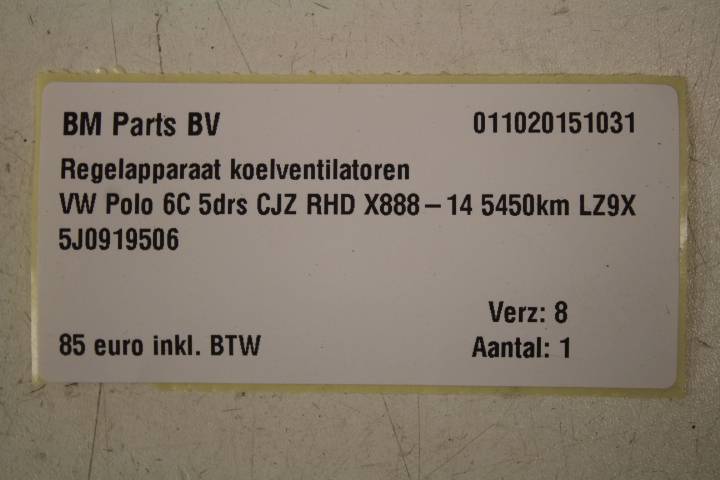 BM Parts BV 011020151031
Regelapparaat koelventilatoren
VW Polo 6C 5drs CJZ RHD X888-14 5450km LZ9X
5J0919506
Verz: 8
85 euro inkl. BTW Aantal: 1